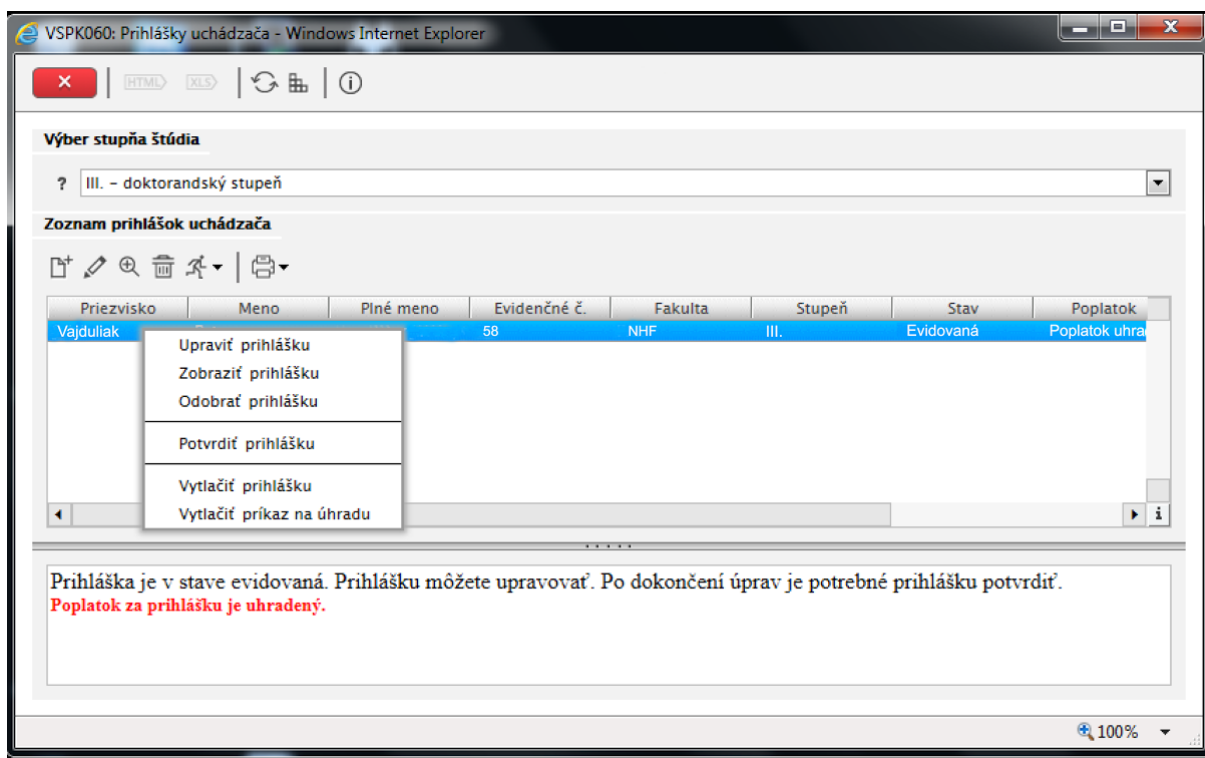 VSPK060: Prihlášky uchádzača - Windows Internet Explorer
HTML XLS
Výber stupňa štúdia
? III. - doktorandský stupeň
Zoznam prihlášok uchádzača
Priezvisko Meno Plné meno Evidenčné č. Fakulta Stupeň Stav Poplatok
Vajduliak 58 NHF III. Evidovaná Poplatok uhra
Upraviť prihlášku
Zobraziť prihlášku
Odobrať prihlášku
Potvrdiť prihlášku
Vytlačiť prihlášku
Vytlačiť príkaz na úhradu
Prihláška je v stave evidovaná. Prihlášku môžete upravovať. Po dokončení úprav je potrebné prihlášku potvrdiť.
Poplatok za prihlášku je uhradený.
100%